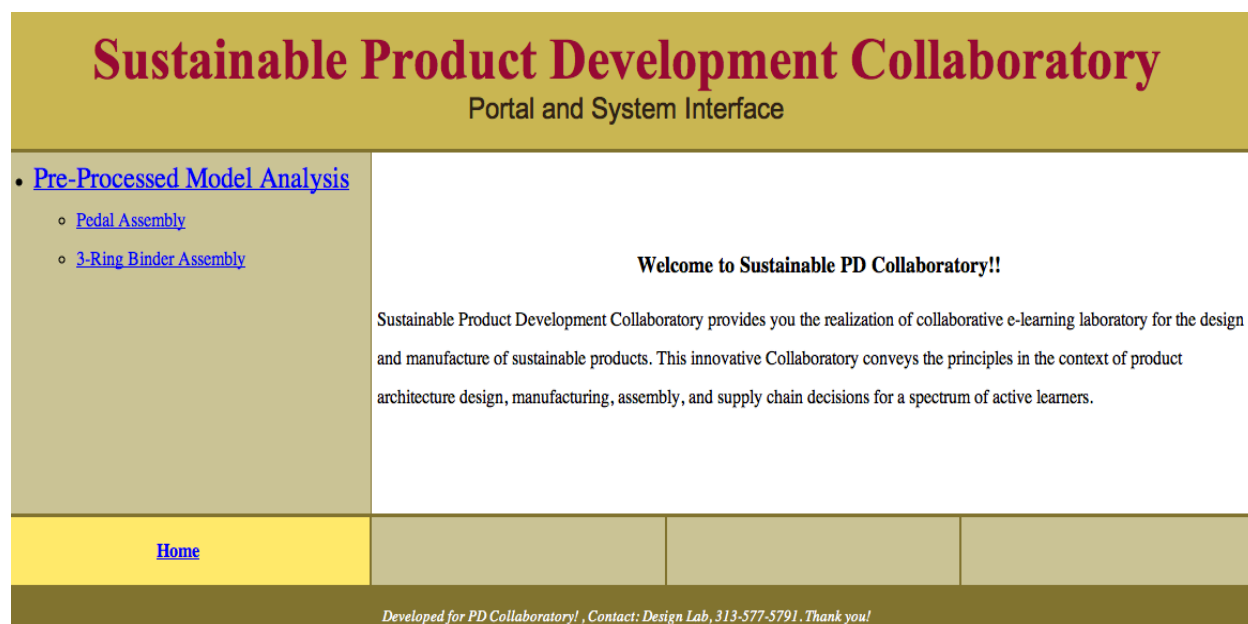 Sustainable Product Development Collaboratory
Portal and System Interface
Pre-Processed Model Analysis
Pedal Assembly
3-Ring Binder Assembly
Welcome to Sustainable PD Collaboratory!!
Sustainable Product Development Collaboratory provides you the realization of collaborative e-learning laboratory for the design
and manufacture of sustainable products. This innovative Collaboratory conveys the principles in the context of product
architecture design, manufacturing, assembly, and supply chain decisions for a spectrum of active learners.
Home
Developed for PD Collaboratory! , Contact: Design Lab, 313-577-5791. Thank you!